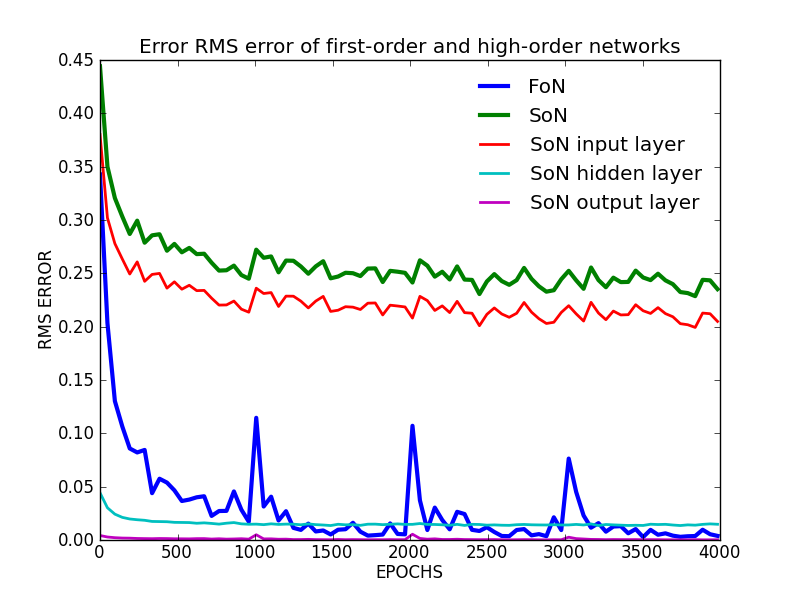 Error RMS error of first-order and high-order networks
0.45
0.40
0.35
0.30
0.25
0.20
0.15
0.10
0.05
0.00
RMS ERROR
FoN
SoN
SoN input layer
SoN hidden layer
SoN output layer
0 500 1000 1500 2000 2500 3000 3500 4000
EPOCHS